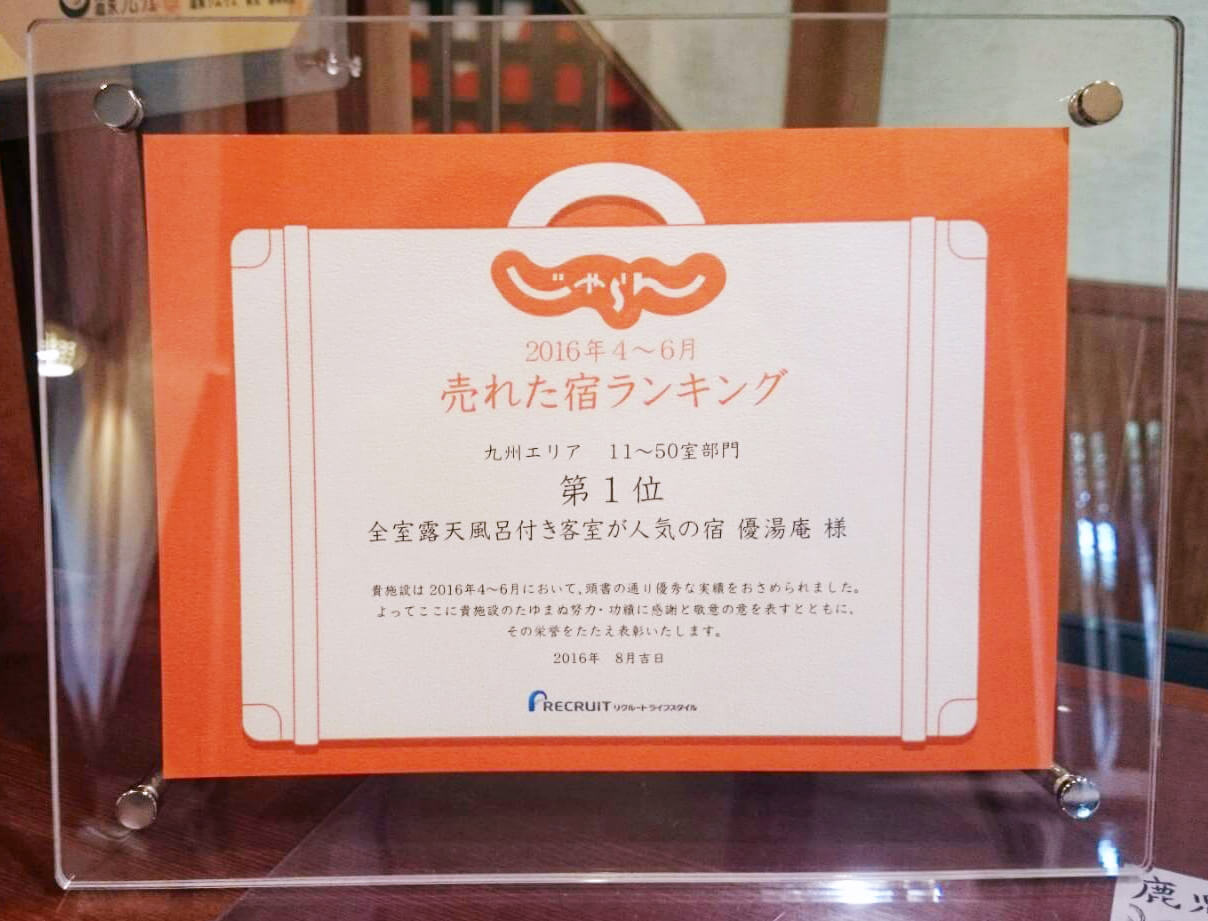 じゃらん
2016年4～6月
売れた宿ランキング
九州エリア　11～50室部門
第1位
全室露天風呂付き客室が人気の宿 優湯庵 様
貴施設は2016年4～6月において、頭書の通り優秀な実績をおさめられました。
よってここに貴施設のたゆまぬ努力・功績に感謝と敬意の意を表すとともに、
その栄誉をたたえ表彰いたします。
2016年　8月吉日
RECRUIT リクルートライフスタイル
鹿